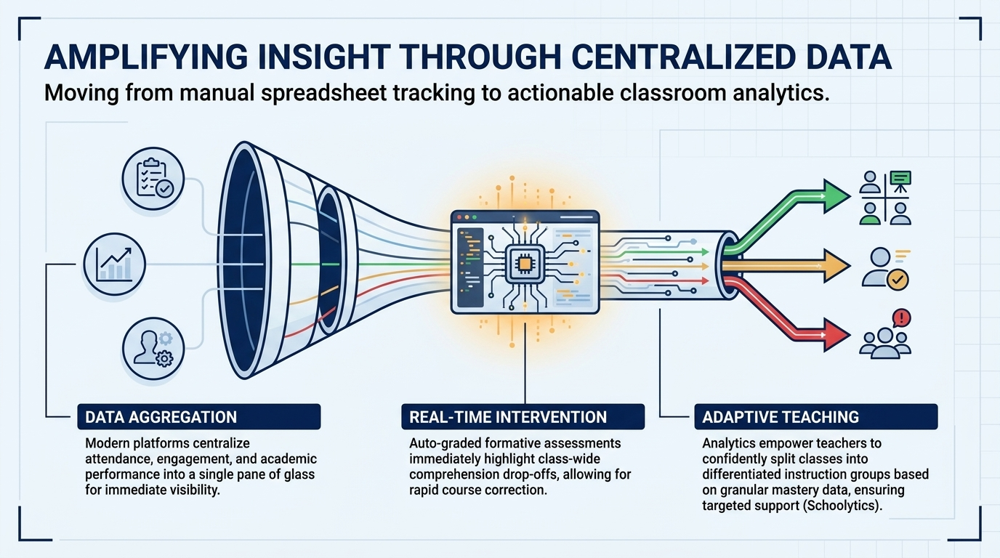 AMPLIFYING INSIGHT THROUGH CENTRALIZED DATA
Moving from manual spreadsheet tracking to actionable classroom analytics.
DATA AGGREGATION
Modern platforms centralize
attendance, engagement, and academic
performance into a single pane of glass
for immediate visibility.
REAL-TIME INTERVENTION
Auto-graded formative assessments
immediately highlight class-wide
comprehension drop-offs, allowing for
rapid course correction.
ADAPTIVE TEACHING
Analytics empower teachers to
confidently split classes into
differentiated instruction groups based
on granular mastery data, ensuring
targeted support (Schoolytics).